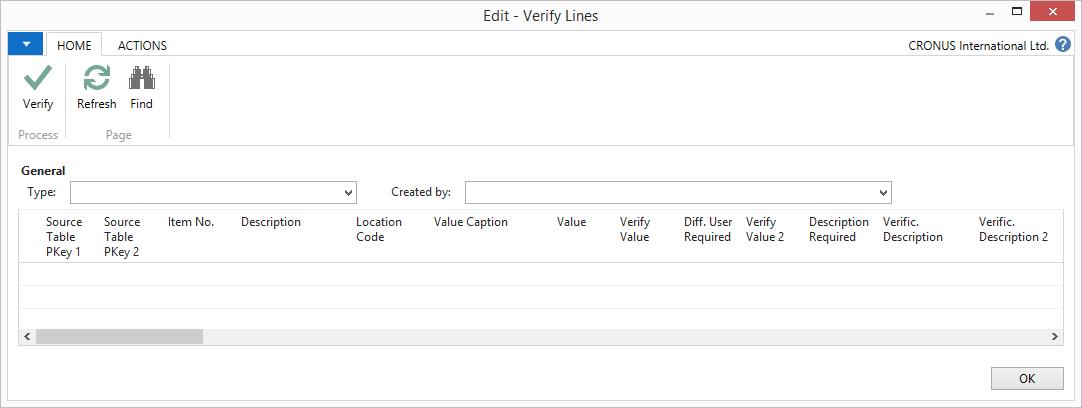 Edit - Verify Lines
HOME ACTIONS CRONUS International Ltd. ?
Verify Refresh Find
Process Page
General
Type: Created by:
Source Table PKey 1
Source Table PKey 2
Item No.
Description
Location Code
Value Caption
Value
Verify Value
Diff. User Required
Verify Value 2
Description Required
Verific. Description
Verific. Description 2
OK